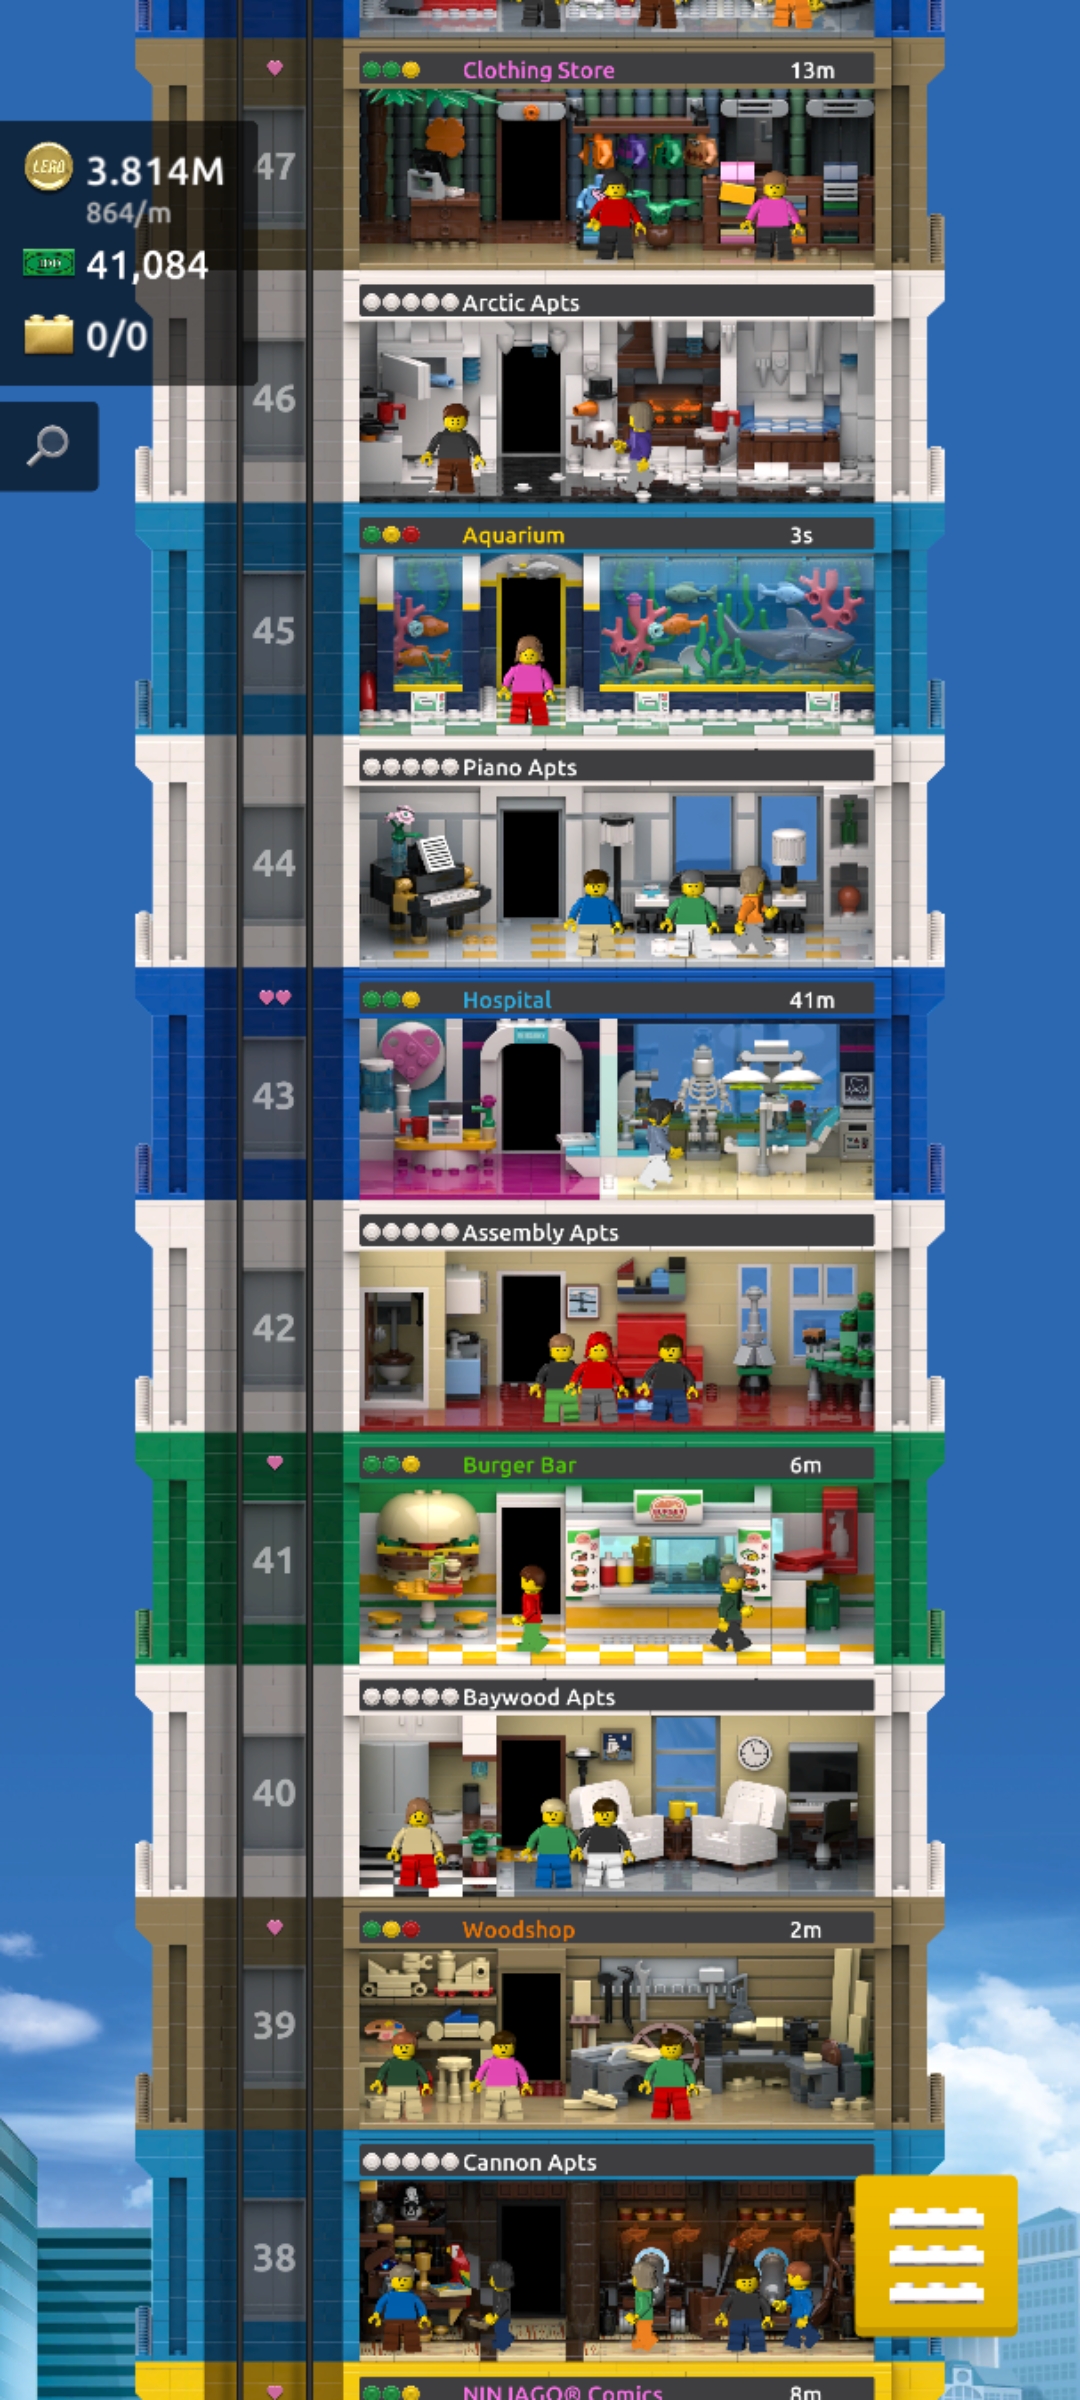 Clothing Store 13m
47
LEGO 3.814M
864/m
41,084
0/0
Arctic Apts
46
Aquarium 3s
45
Piano Apts
44
Hospital 41m
43
Assembly Apts
42
Burger Bar 6m
41
Baywood Apts
40
Woodshop 2m
39
Cannon Apts
38
NINJAGO® Comics 8m